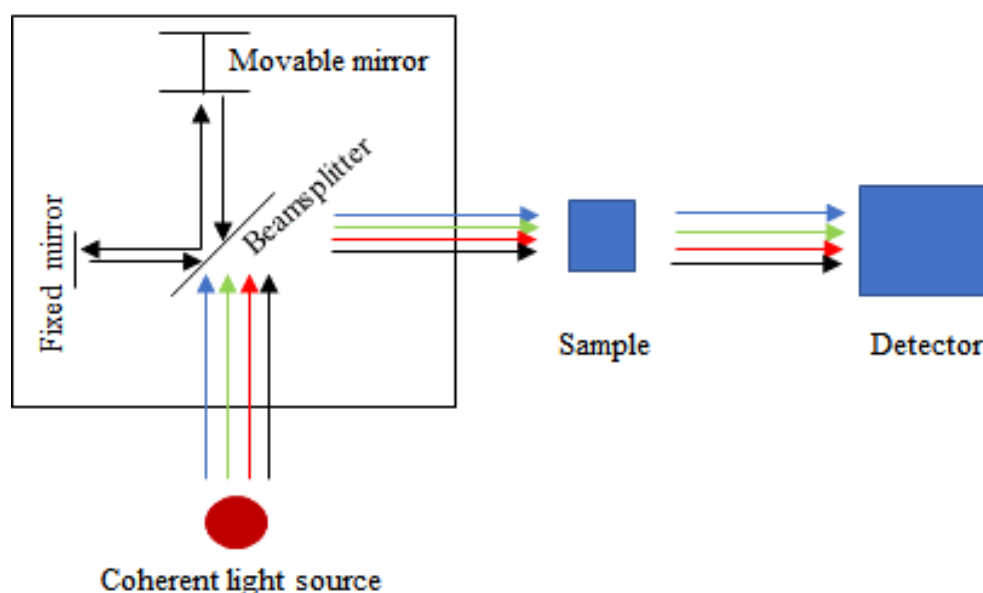 Movable mirror
Beamsplitter
Fixed mirror
Sample
Detector
Coherent light source